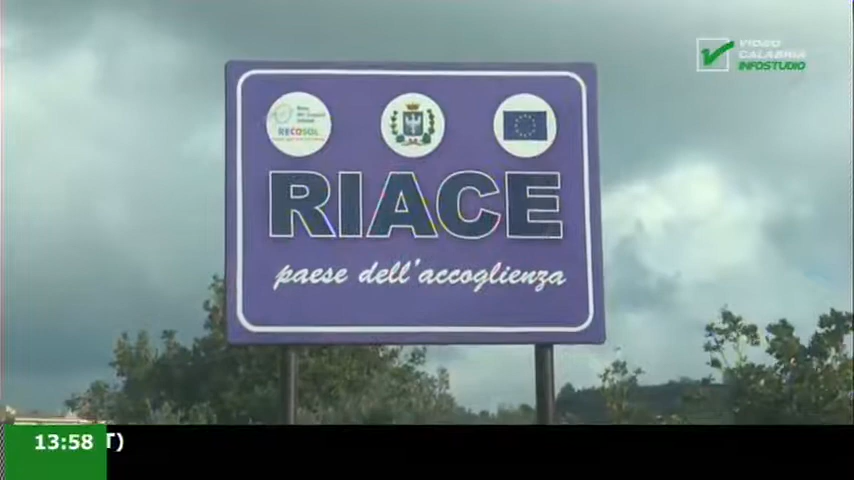 VIDEO
CALABRIA
INFOSTUDIO
RECOSOL
RIACE
paese dell'accoglienza
13:58 T)